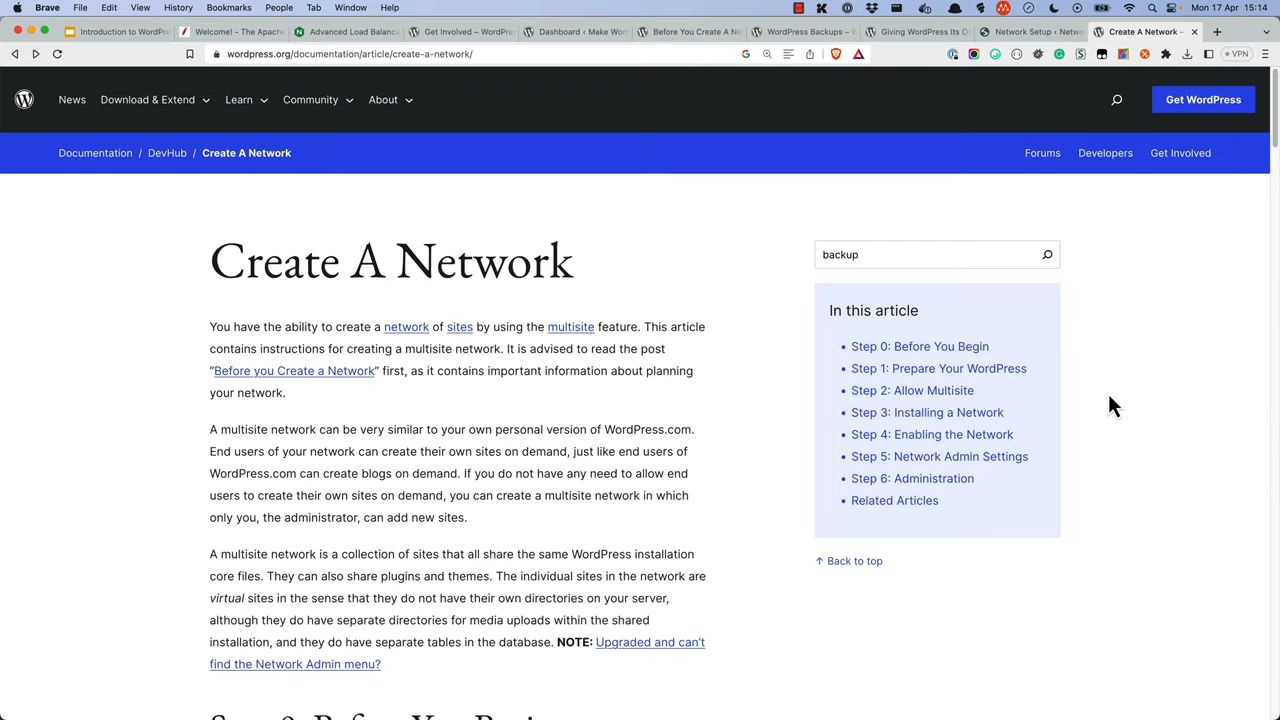 Brave File Edit View History Bookmarks People Tab Window Help Mon 17 Apr 15:14
Introduction to WordPre Welcome! - The Apache Advanced Load Balance Get Involved – WordPre Dashboard ‹ Make Wor Before You Create A Ne WordPress Backups – V Giving WordPress Its O Network Setup ‹ Netwo Create A Network –
wordpress.org/documentation/article/create-a-network/ VPN
News Download & Extend Learn Community About Get WordPress
Documentation / DevHub / Create A Network Forums Developers Get Involved
Create A Network
You have the ability to create a network of sites by using the multisite feature. This article
contains instructions for creating a multisite network. It is advised to read the post
“Before you Create a Network” first, as it contains important information about planning
your network.
A multisite network can be very similar to your own personal version of WordPress.com.
End users of your network can create their own sites on demand, just like end users of
WordPress.com can create blogs on demand. If you do not have any need to allow end
users to create their own sites on demand, you can create a multisite network in which
only you, the administrator, can add new sites.
A multisite network is a collection of sites that all share the same WordPress installation
core files. They can also share plugins and themes. The individual sites in the network are
virtual sites in the sense that they do not have their own directories on your server,
although they do have separate directories for media uploads within the shared
installation, and they do have separate tables in the database. NOTE: Upgraded and can’t
find the Network Admin menu?
Step 0: Before You Begin
backup
In this article
• Step 0: Before You Begin
• Step 1: Prepare Your WordPress
• Step 2: Allow Multisite
• Step 3: Installing a Network
• Step 4: Enabling the Network
• Step 5: Network Admin Settings
• Step 6: Administration
• Related Articles
↑ Back to top